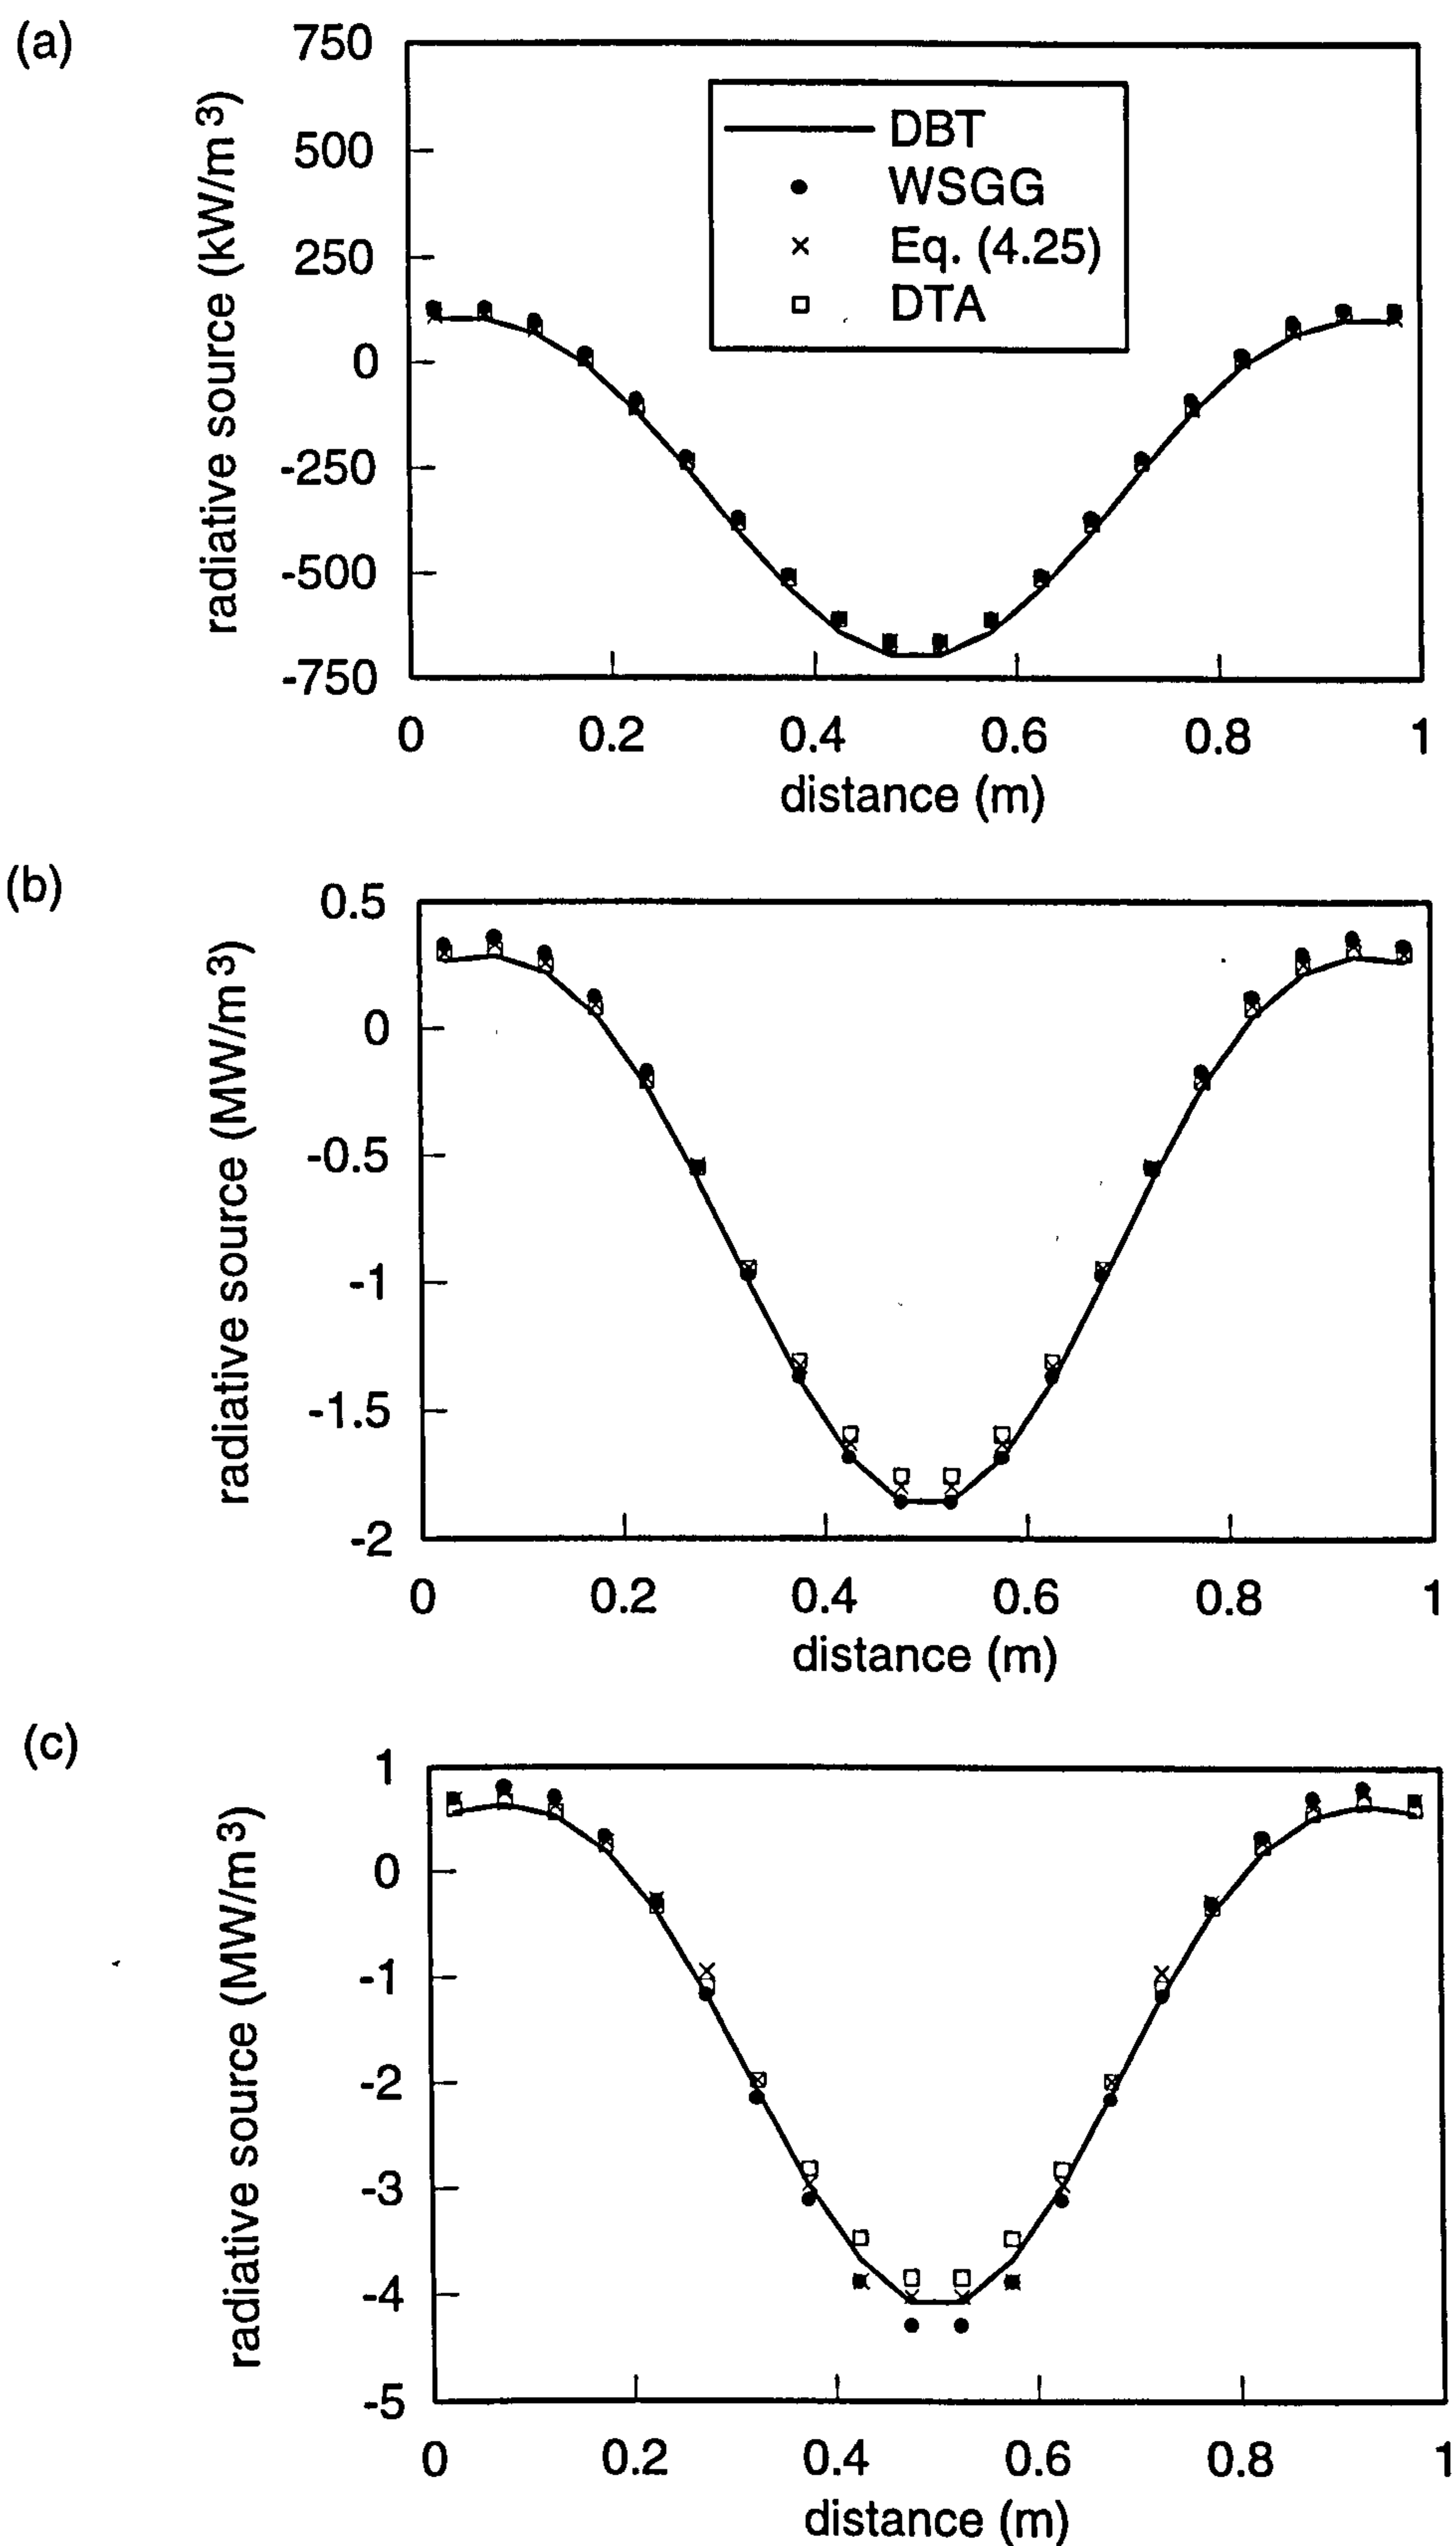 (a)
750
500
250
0
-250
-500
-750
radiative source (kW/m³)
DBT
WSGG
Eq. (4.25)
DTA
0 0.2 0.4 0.6 0.8 1
distance (m)
(b)
0.5
0
-0.5
-1
-1.5
-2
radiative source (MW/m³)
0 0.2 0.4 0.6 0.8 1
distance (m)
(c)
1
0
-1
-2
-3
-4
-5
radiative source (MW/m³)
0 0.2 0.4 0.6 0.8 1
distance (m)